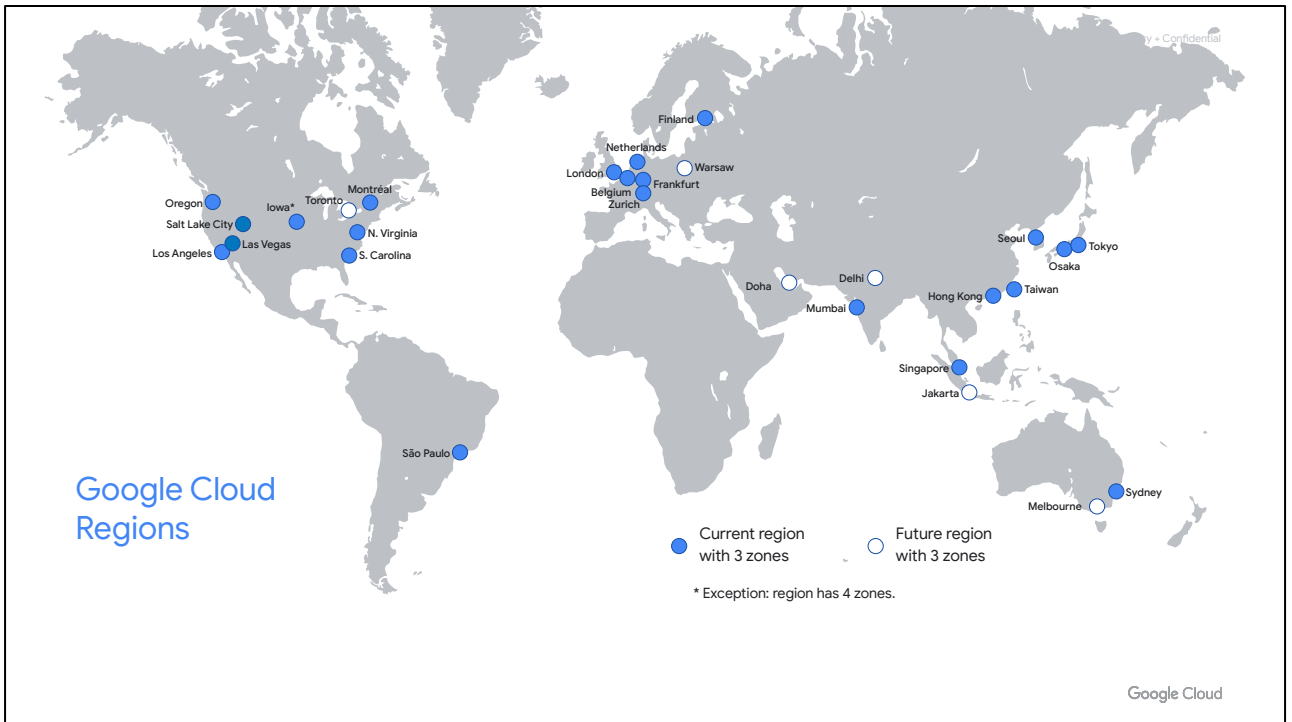 y + Confidential
Finland
Netherlands
London
Warsaw
Frankfurt
Belgium
Zurich
Montréal
Toronto
Oregon
Iowa*
Salt Lake City
N. Virginia
Las Vegas
Los Angeles
S. Carolina
Seoul
Tokyo
Osaka
Doha
Delhi
Hong Kong
Taiwan
Mumbai
Singapore
Jakarta
São Paulo
Sydney
Melbourne
Google Cloud
Regions
Current region
with 3 zones
Future region
with 3 zones
* Exception: region has 4 zones.
Google Cloud